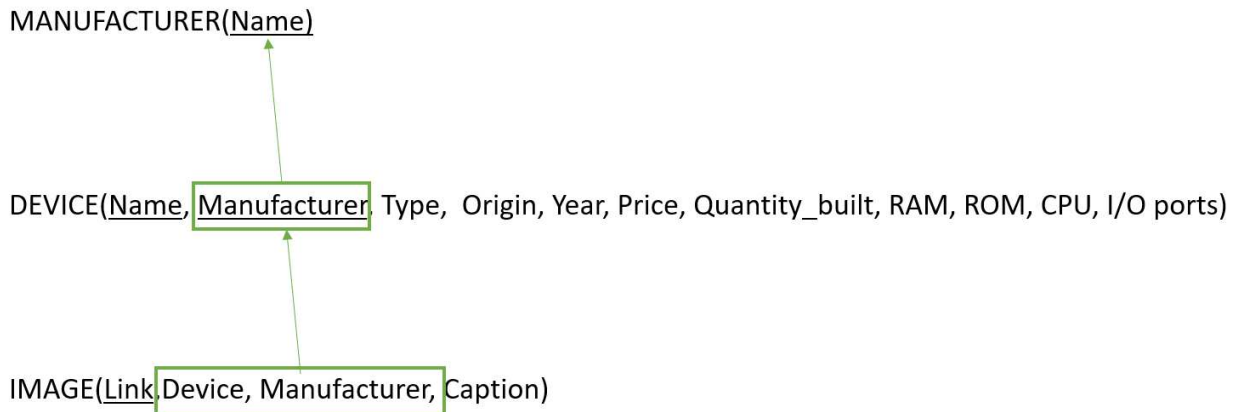 MANUFACTURER(Name)
DEVICE(Name, Manufacturer, Type, Origin, Year, Price, Quantity_built, RAM, ROM, CPU, I/O ports)
IMAGE(Link,Device, Manufacturer, Caption)